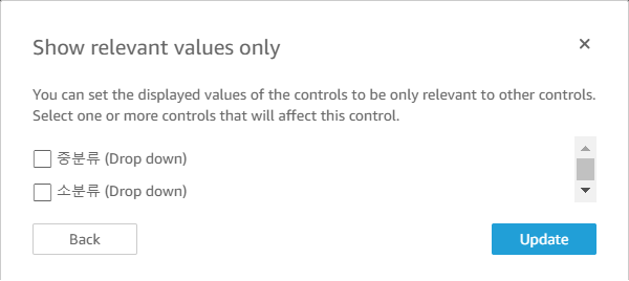 Show relevant values only
You can set the displayed values of the controls to be only relevant to other controls.
Select one or more controls that will affect this control.
중분류 (Drop down)
소분류 (Drop down)
Back
Update